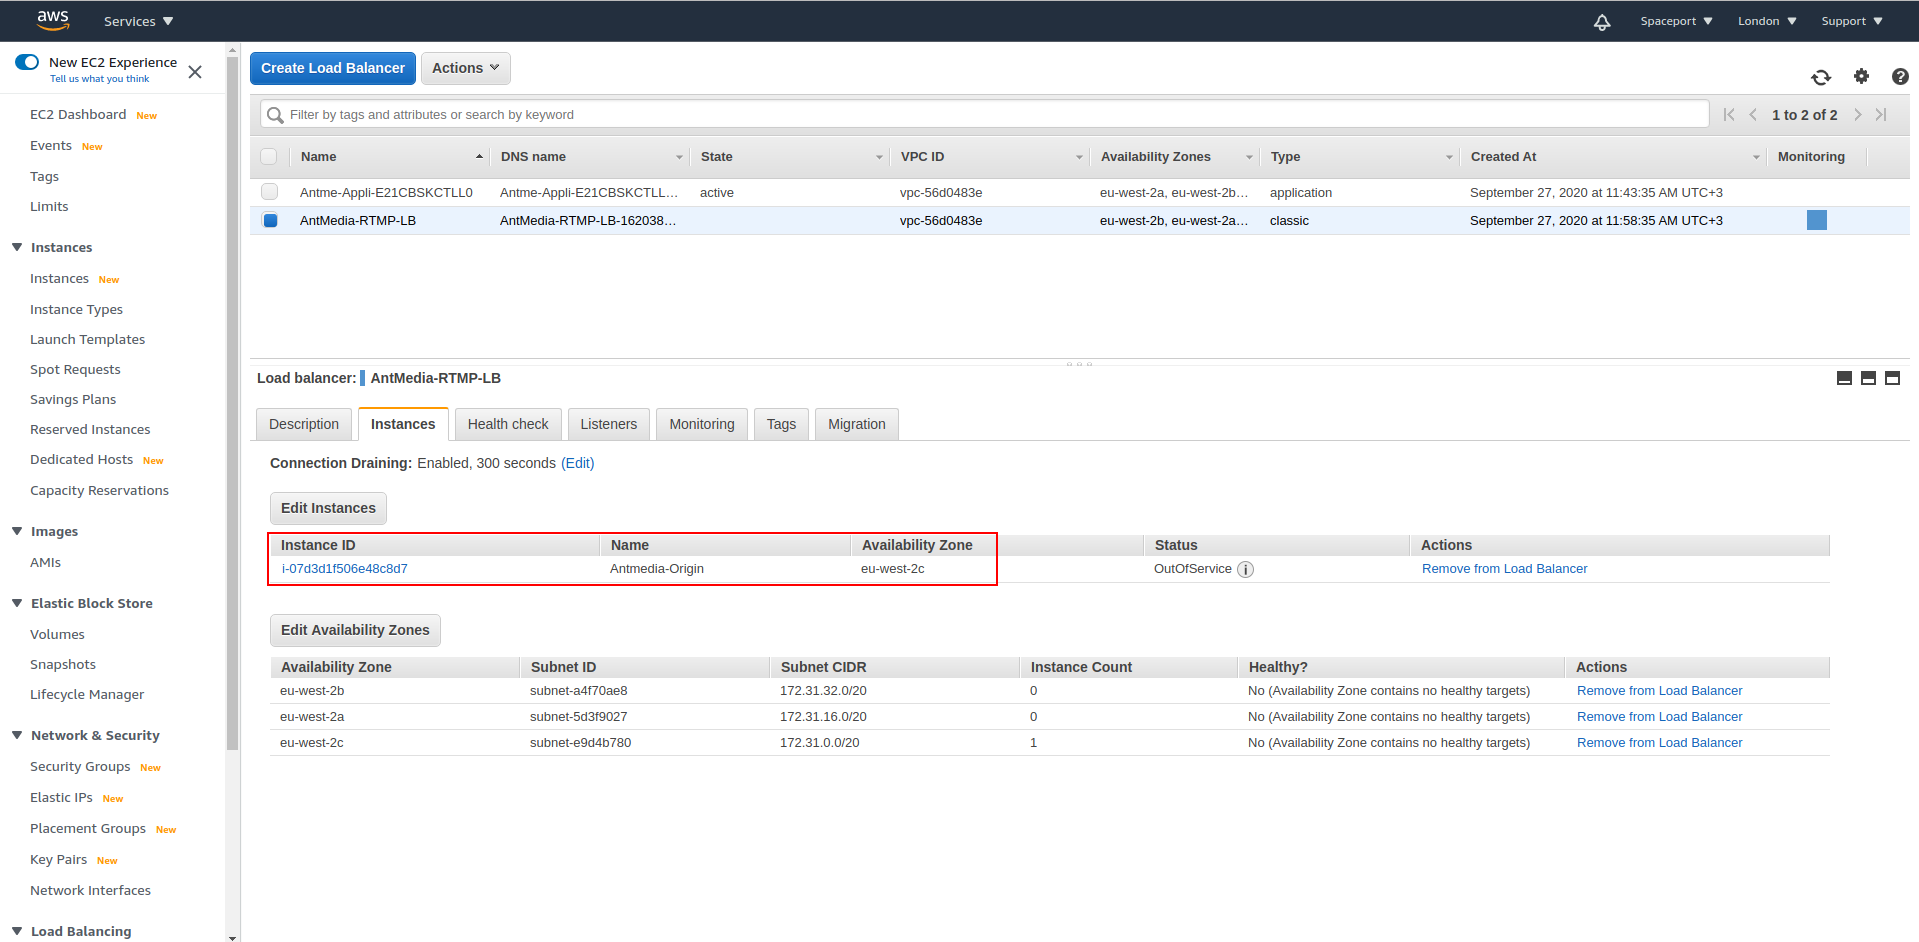 aws Services Spaceport London Support
New EC2 Experience
Tell us what you think
EC2 Dashboard New
Events New
Tags
Limits
Instances
Instances New
Instance Types
Launch Templates
Spot Requests
Savings Plans
Reserved Instances
Dedicated Hosts New
Capacity Reservations
Images
AMIs
Elastic Block Store
Volumes
Snapshots
Lifecycle Manager
Network & Security
Security Groups New
Elastic IPs New
Placement Groups New
Key Pairs New
Network Interfaces
Load Balancing
Create Load Balancer Actions
Filter by tags and attributes or search by keyword 1 to 2 of 2
Name DNS name State VPC ID Availability Zones Type Created At Monitoring
Antme-Appli-E21CBSKCTLL0 Antme-Appli-E21CBSKCTLL... active vpc-56d0483e eu-west-2a, eu-west-2b... application September 27, 2020 at 11:43:35 AM UTC+3
AntMedia-RTMP-LB AntMedia-RTMP-LB-162038... vpc-56d0483e eu-west-2b, eu-west-2a... classic September 27, 2020 at 11:58:35 AM UTC+3
Load balancer: AntMedia-RTMP-LB
Description Instances Health check Listeners Monitoring Tags Migration
Connection Draining: Enabled, 300 seconds (Edit)
Edit Instances
Instance ID Name Availability Zone Status Actions
i-07d3d1f506e48c8d7 Antmedia-Origin eu-west-2c OutOfService i Remove from Load Balancer
Edit Availability Zones
Availability Zone Subnet ID Subnet CIDR Instance Count Healthy? Actions
eu-west-2b subnet-a4f70ae8 172.31.32.0/20 0 No (Availability Zone contains no healthy targets) Remove from Load Balancer
eu-west-2a subnet-5d3f9027 172.31.16.0/20 0 No (Availability Zone contains no healthy targets) Remove from Load Balancer
eu-west-2c subnet-e9d4b780 172.31.0.0/20 1 No (Availability Zone contains no healthy targets) Remove from Load Balancer